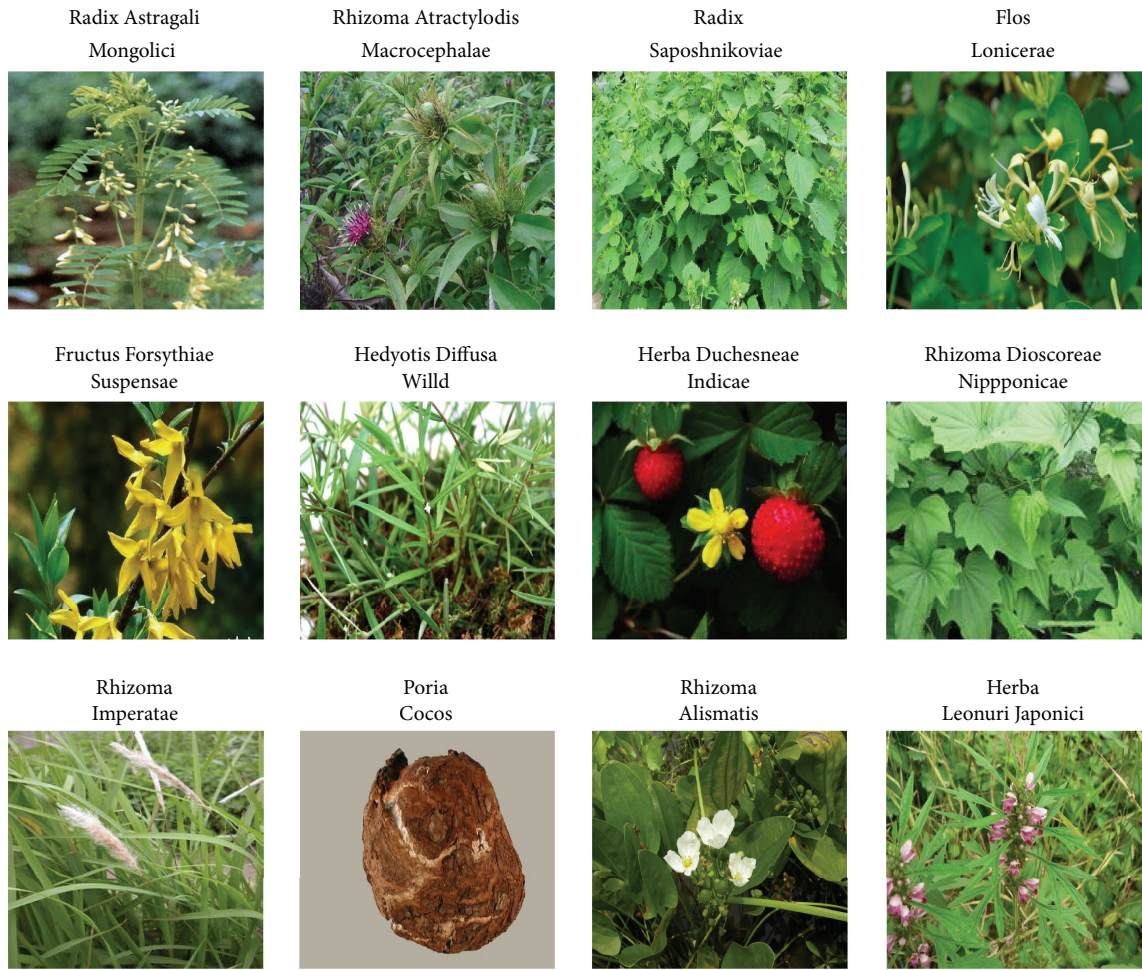 Radix Astragali
Mongolici
Rhizoma Atractylodis
Macrocephalae
Radix
Saposhnikoviae
Flos
Lonicerae
Fructus Forsythiae
Suspensae
Hedyotis Diffusa
Willd
Herba Duchesneae
Indicae
Rhizoma Dioscoreae
Nippponicae
Rhizoma
Imperatae
Poria
Cocos
Rhizoma
Alismatis
Herba
Leonuri Japonici